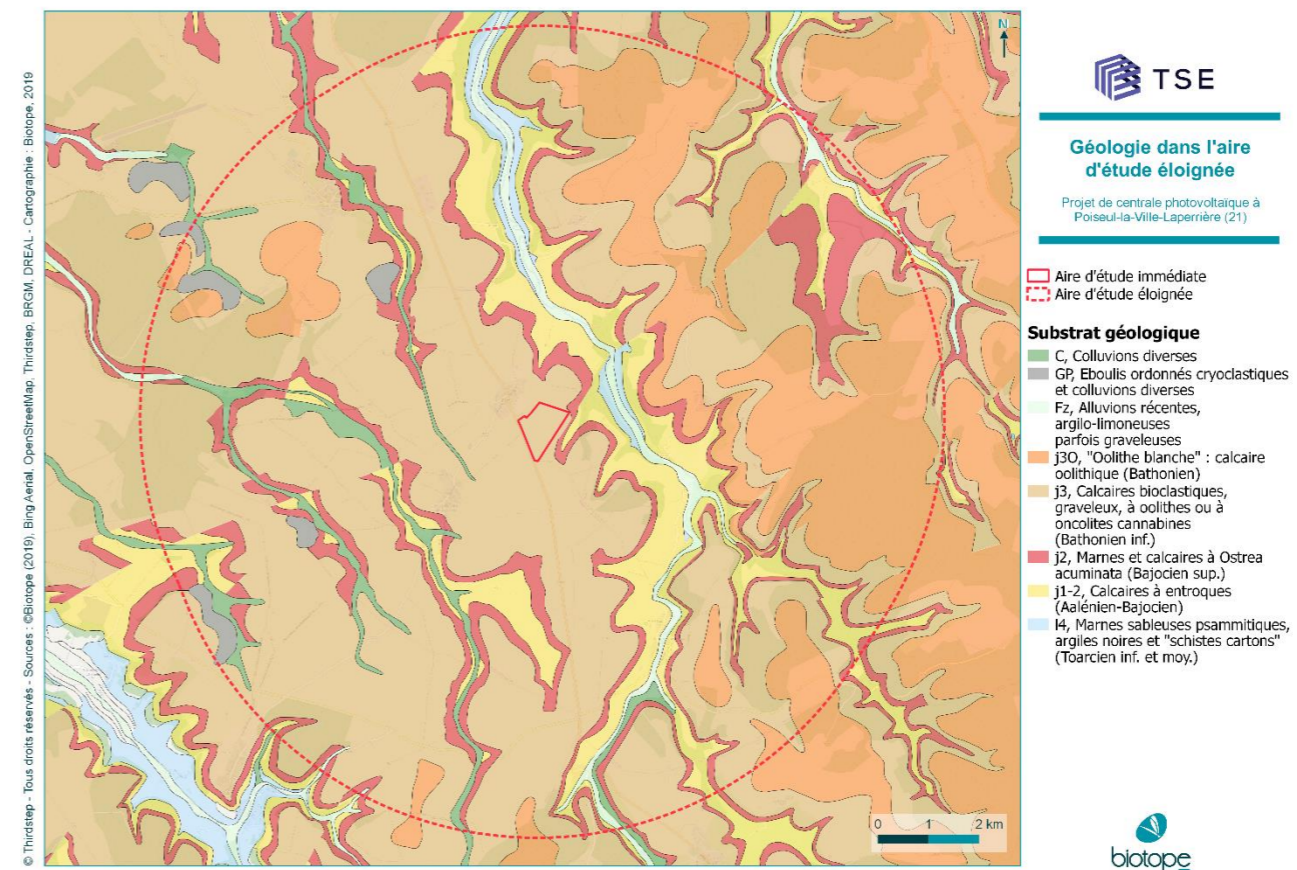 © Thirdstep - Tous droits réservés - Sources : ©Biotope (2019), Bing Aerial, OpenStreetMap, Thirdstep, BRGM, DREAL - Cartographie : Biotope, 2019
N
TSE
Géologie dans l'aire
d'étude éloignée
Projet de centrale photovoltaïque à
Poiseul-la-Ville-Laperrière (21)
Aire d'étude immédiate
Aire d'étude éloignée
Substrat géologique
C, Colluvions diverses
GP, Eboulis ordonnés cryoclastiques
et colluvions diverses
Fz, Alluvions récentes,
argilo-limoneuses
parfois graveleuses
j3O, "Oolithe blanche" : calcaire
oolithique (Bathonien)
j3, Calcaires bioclastiques,
graveleux, à oolithes ou à
oncolites cannabines
(Bathonien inf.)
j2, Marnes et calcaires à Ostrea
acuminata (Bajocien sup.)
j1-2, Calcaires à entroques
(Aalénien-Bajocien)
l4, Marnes sableuses psammitiques,
argiles noires et "schistes cartons"
(Toarcien inf. et moy.)
0 1 2 km
biotope